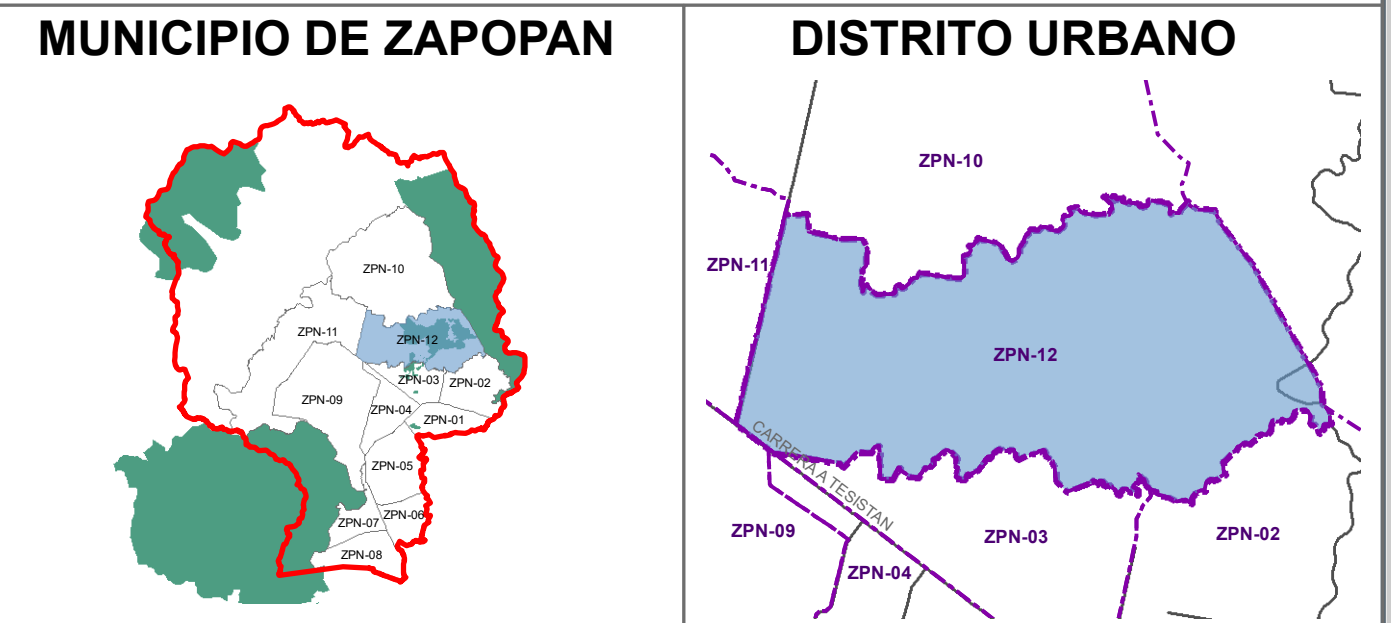 MUNICIPIO DE ZAPOPAN
ZPN-10
ZPN-11
ZPN-12
ZPN-03
ZPN-02
ZPN-09
ZPN-04
ZPN-01
ZPN-05
ZPN-06
ZPN-07
ZPN-08
DISTRITO URBANO
ZPN-10
ZPN-11
ZPN-12
CARRERA A TESISTAN
ZPN-09
ZPN-03
ZPN-02
ZPN-04